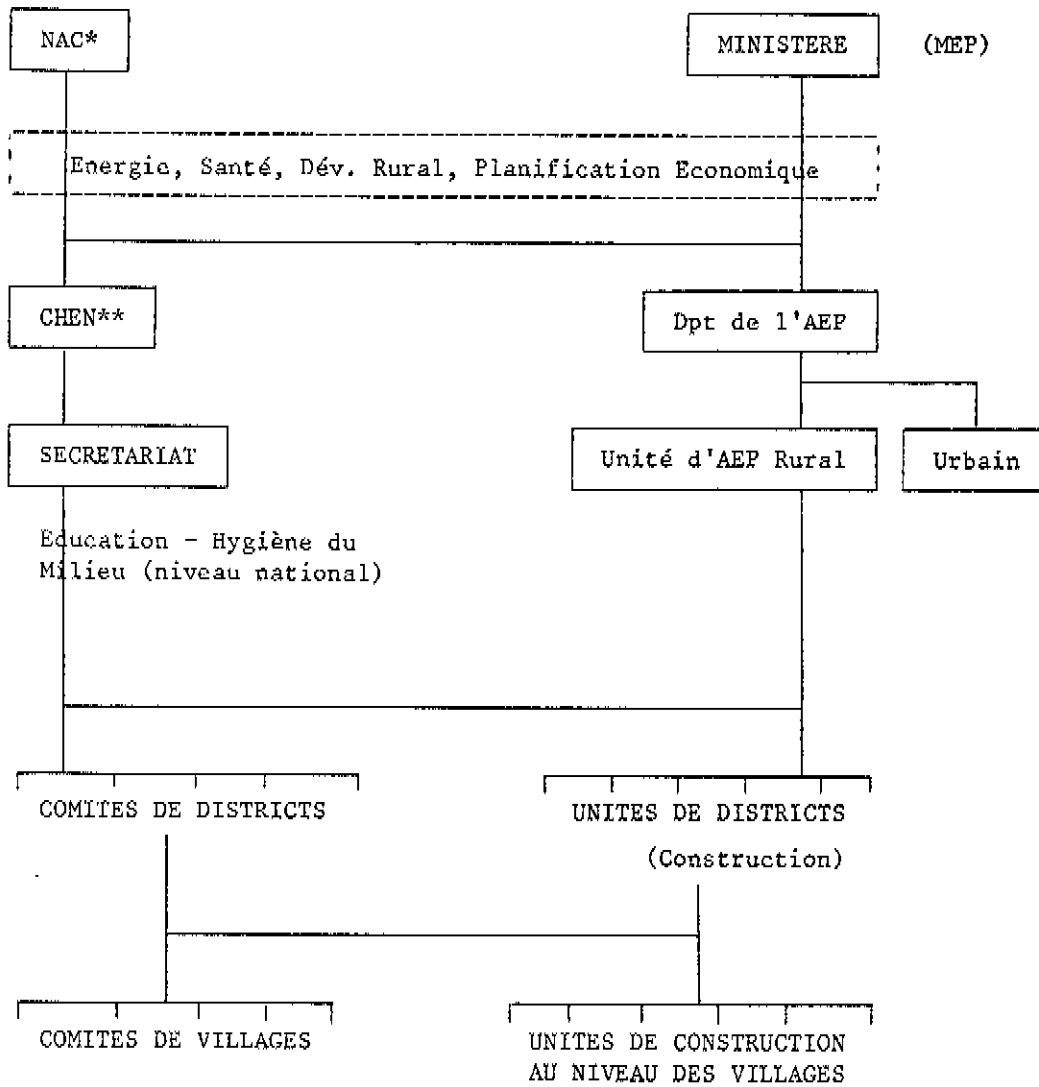 NAC*
MINISTERE (MEP)
Energie, Santé, Dév. Rural, Planification Economique
CHEN**
Dpt de l'AEP
SECRETARIAT
Unité d'AEP Rural
Urbain
Education - Hygiène du
Milieu (niveau national)
COMITES DE DISTRICTS
UNITES DE DISTRICTS
(Construction)
COMITES DE VILLAGES
UNITES DE CONSTRUCTION
AU NIVEAU DES VILLAGES